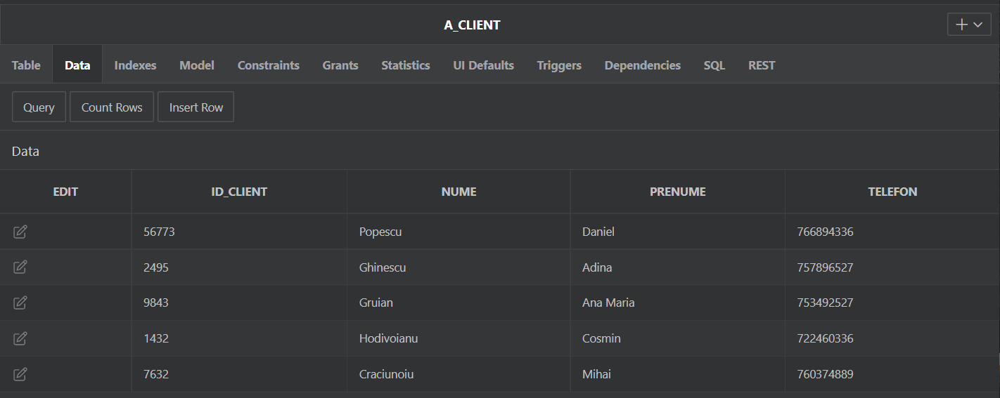 A_CLIENT
Table Data Indexes Model Constraints Grants Statistics UI Defaults Triggers Dependencies SQL REST
Query Count Rows Insert Row
Data
EDIT ID_CLIENT NUME PRENUME TELEFON
56773 Popescu Daniel 766894336
2495 Ghinescu Adina 757896527
9843 Gruian Ana Maria 753492527
1432 Hodivoianu Cosmin 722460336
7632 Craciunoiu Mihai 760374889